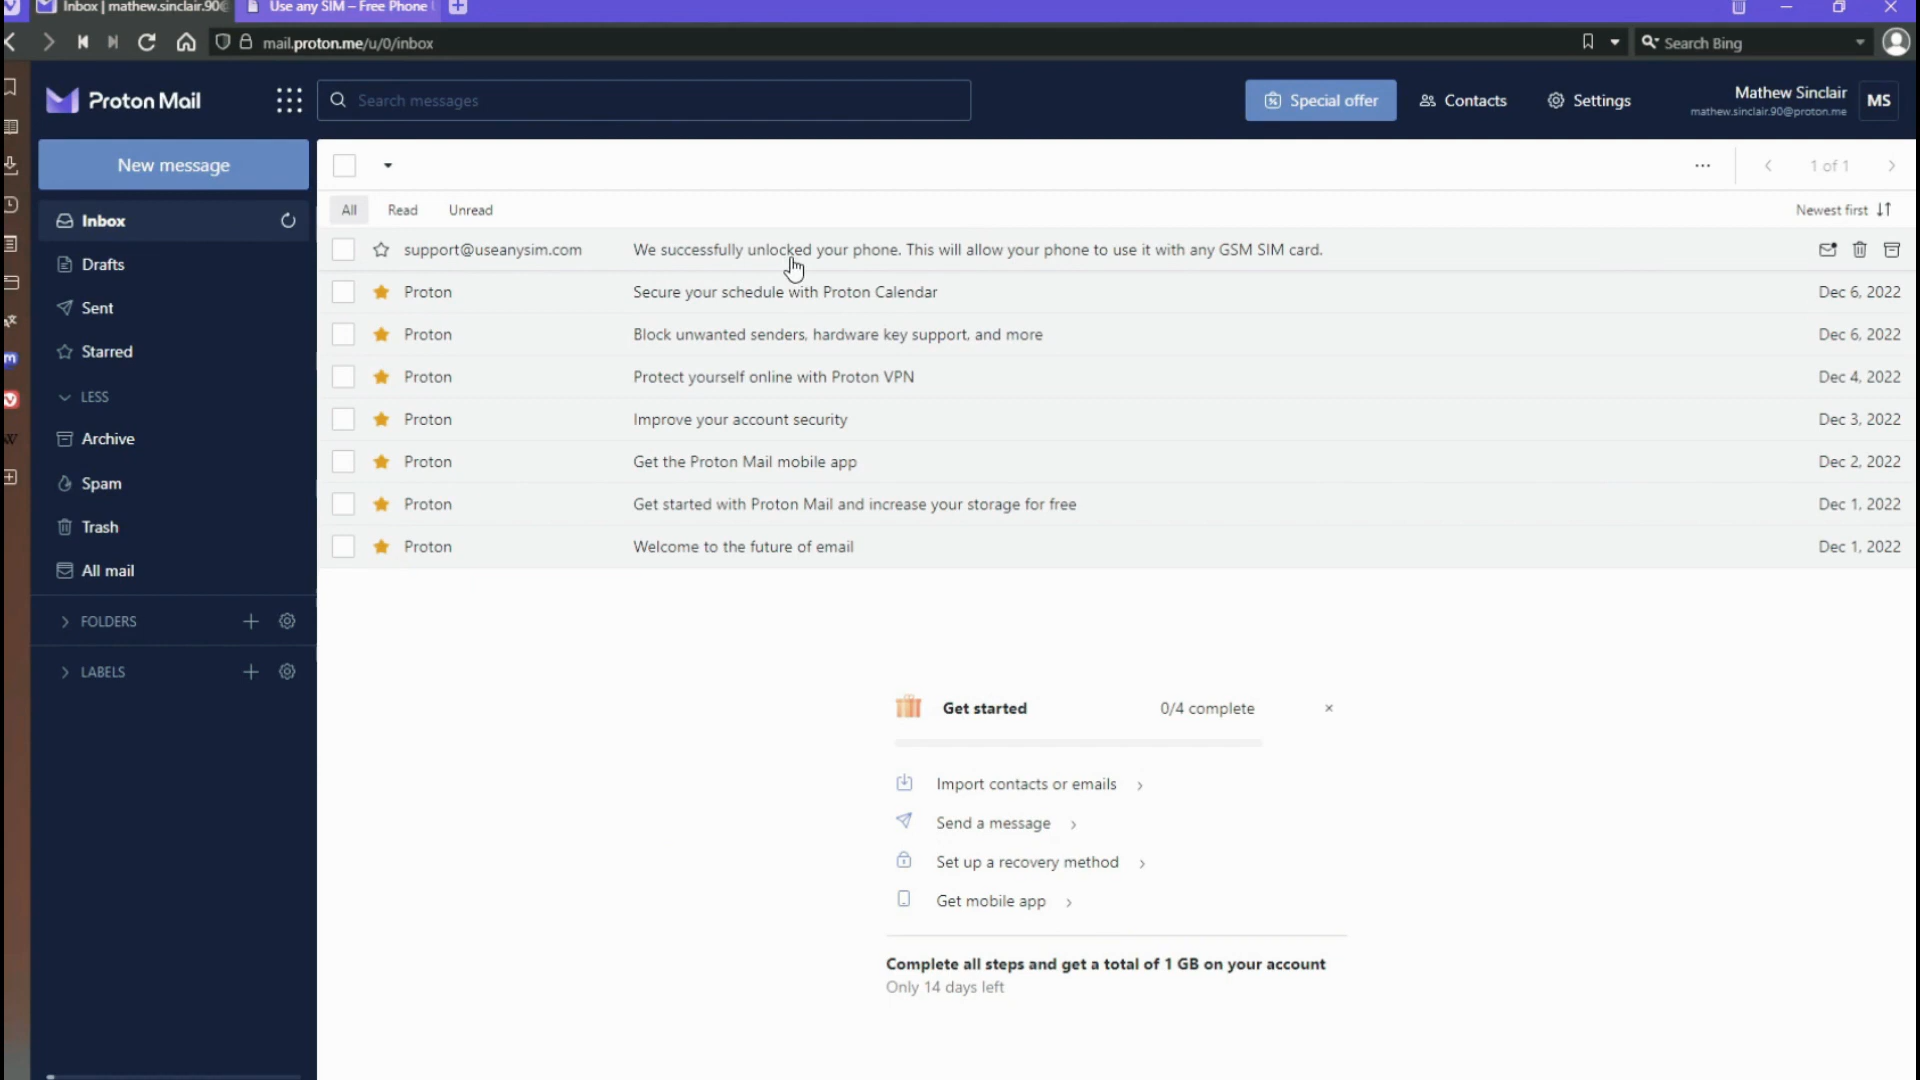 Inbox | mathew.sinclair.90@
Use any SIM – Free Phone
mail.proton.me/u/0/inbox
Search Bing
Proton Mail
Search messages
Special offer
Contacts
Settings
Mathew Sinclair
mathew.sinclair.90@proton.me
MS
New message
1 of 1
Inbox
All
Read
Unread
Newest first
Drafts
Sent
Starred
LESS
Archive
Spam
Trash
All mail
FOLDERS
LABELS
support@useanysim.com We successfully unlocked your phone. This will allow your phone to use it with any GSM SIM card.
Proton Secure your schedule with Proton Calendar Dec 6, 2022
Proton Block unwanted senders, hardware key support, and more Dec 6, 2022
Proton Protect yourself online with Proton VPN Dec 4, 2022
Proton Improve your account security Dec 3, 2022
Proton Get the Proton Mail mobile app Dec 2, 2022
Proton Get started with Proton Mail and increase your storage for free Dec 1, 2022
Proton Welcome to the future of email Dec 1, 2022
Get started 0/4 complete
Import contacts or emails
Send a message
Set up a recovery method
Get mobile app
Complete all steps and get a total of 1 GB on your account
Only 14 days left